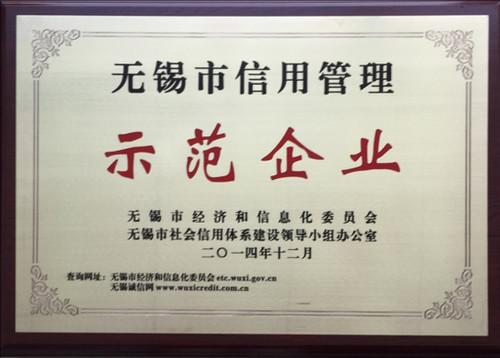 无锡市信用管理
示范企业
无锡市经济和信息化委员会
无锡市社会信用体系建设领导小组办公室
二〇一四年十二月
查询网址：无锡市经济和信息化委员会 etc.wuxi.gov.cn
无锡诚信网 www.wuxicredit.com.cn